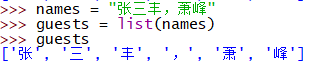 >>> names = "张三丰，萧峰"
>>> guests = list(names)
>>> guests
['张', '三', '丰', '，', '萧', '峰']